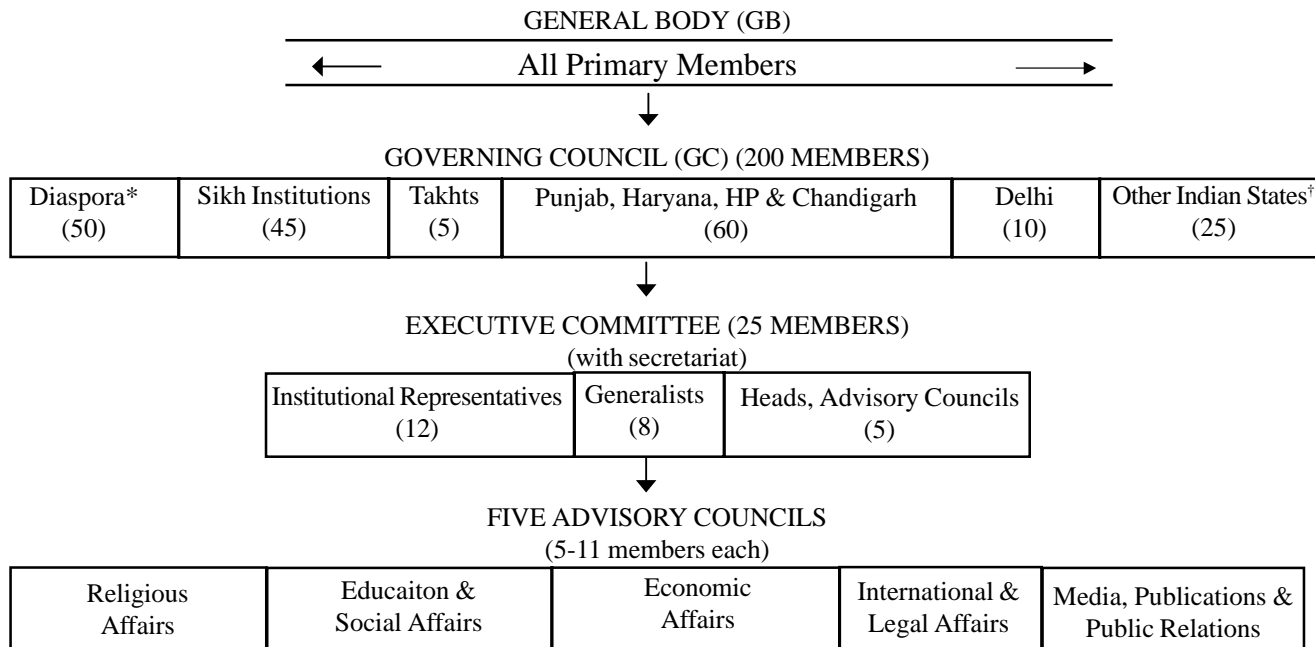 GENERAL BODY (GB)
All Primary Members
GOVERNING COUNCIL (GC) (200 MEMBERS)
Diaspora*
(50)
Sikh Institutions
(45)
Takhts
(5)
Punjab, Haryana, HP & Chandigarh
(60)
Delhi
(10)
Other Indian States†
(25)
EXECUTIVE COMMITTEE (25 MEMBERS)
(with secretariat)
Institutional Representatives
(12)
Generalists
(8)
Heads, Advisory Councils
(5)
FIVE ADVISORY COUNCILS
(5-11 members each)
Religious
Affairs
Educaiton &
Social Affairs
Economic
Affairs
International &
Legal Affairs
Media, Publications &
Public Relations